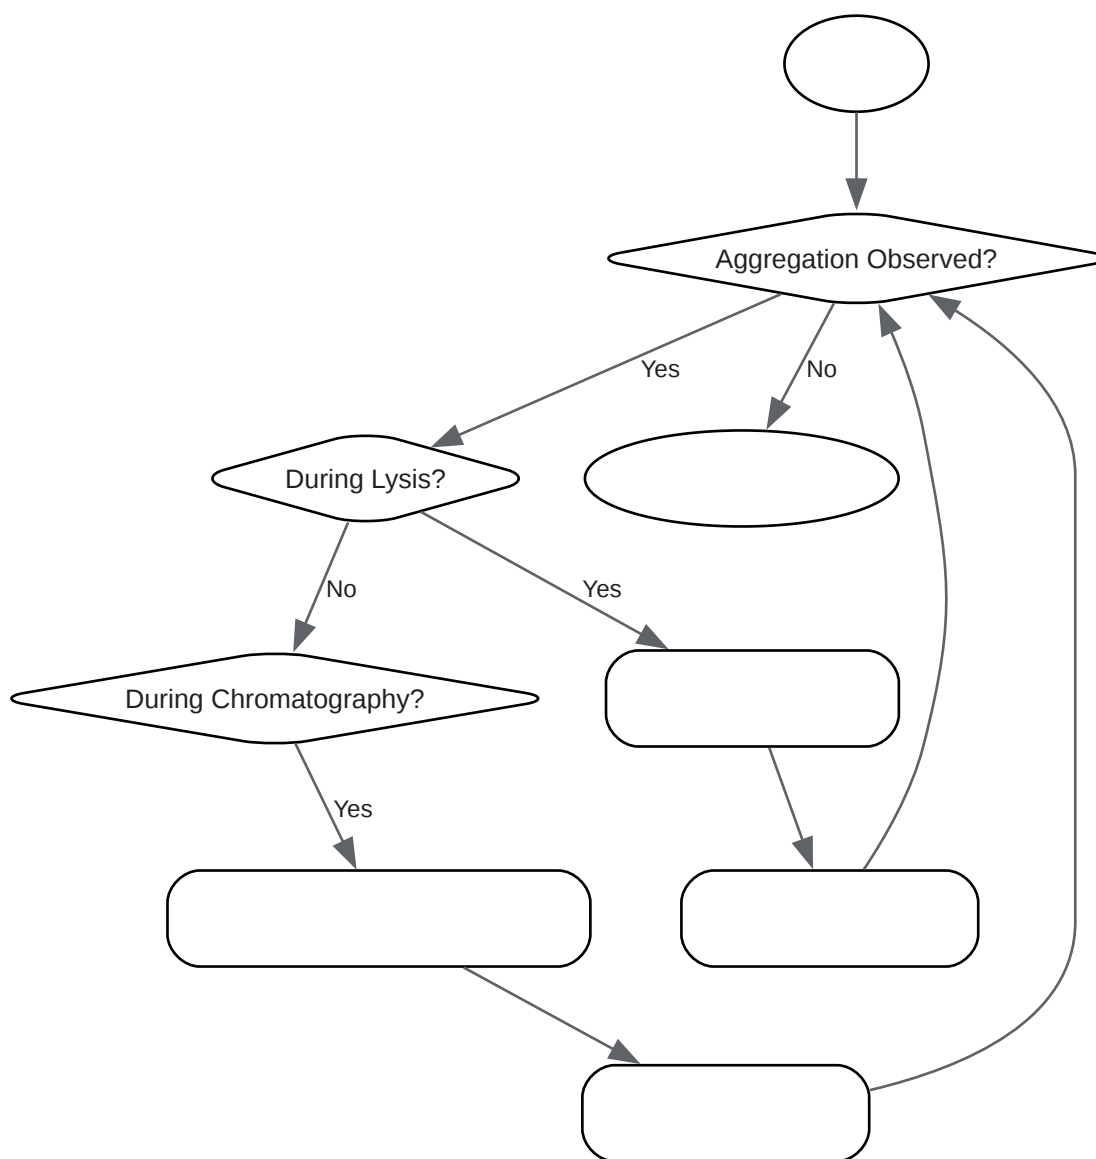 Aggregation Observed?
Yes
No
During Lysis?
No
Yes
During Chromatography?
Yes